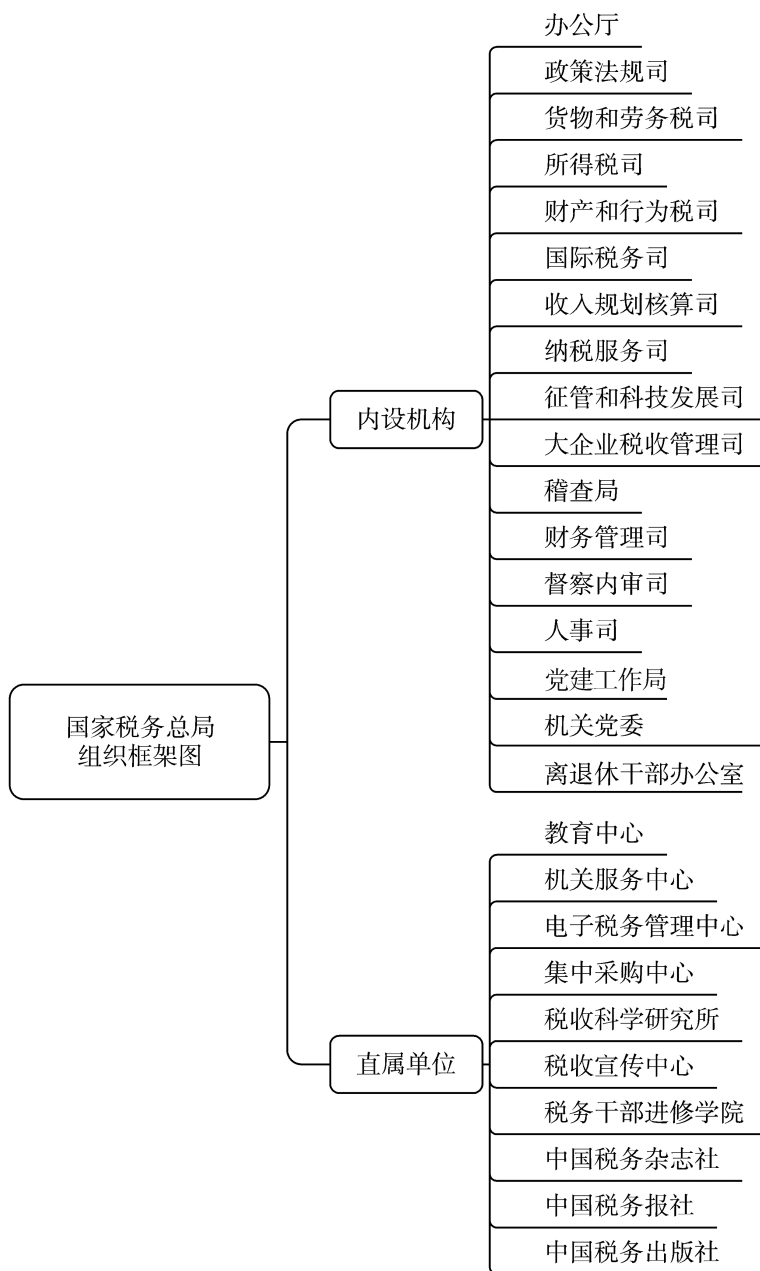 国家税务总局
组织框架图
内设机构
办公厅
政策法规司
货物和劳务税司
所得税司
财产和行为税司
国际税务司
收入规划核算司
纳税服务司
征管和科技发展司
大企业税收管理司
稽查局
财务管理司
督察内审司
人事司
党建工作局
机关党委
离退休干部办公室
直属单位
教育中心
机关服务中心
电子税务管理中心
集中采购中心
税收科学研究所
税收宣传中心
税务干部进修学院
中国税务杂志社
中国税务报社
中国税务出版社